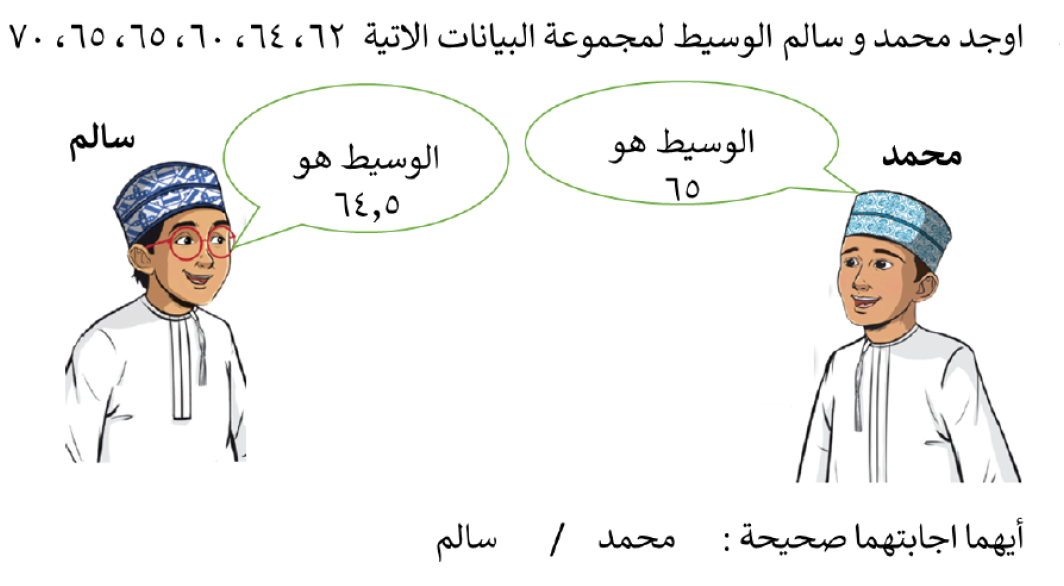 اوجد محمد و سالم الوسيط لمجموعة البيانات الاتية ٦٢، ٦٤، ٦٠، ٦٥، ٦٥، ٧٠
محمد
الوسيط هو
٦٥
سالم
الوسيط هو
٦٤,٥
أيهما اجابتهما صحيحة : محمد / سالم